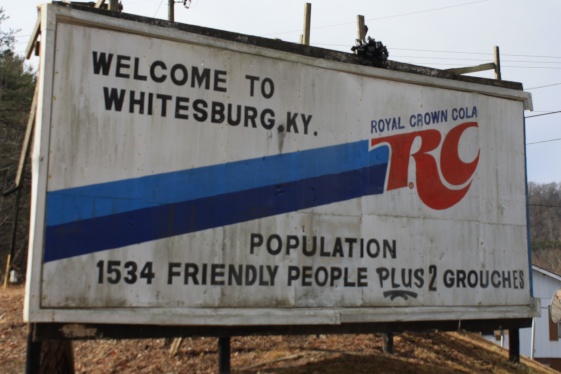 WELCOME TO
WHITESBURG, KY.
ROYAL CROWN COLA
RC
POPULATION
1534 FRIENDLY PEOPLE PLUS 2 GROUCHES